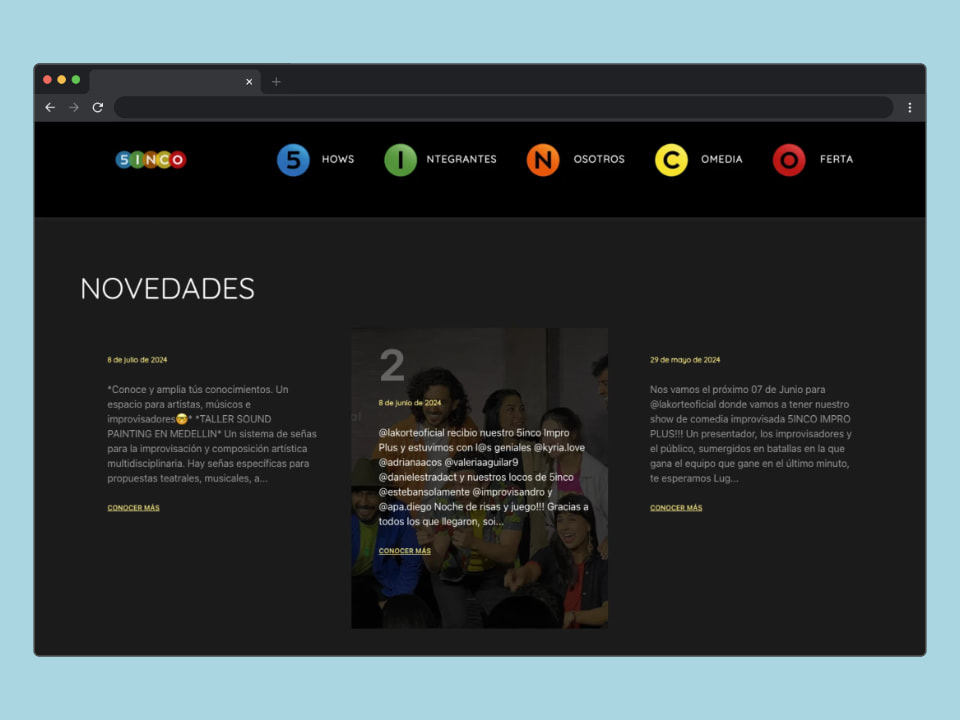 5INCO
5 HOWS
I NTEGRANTES
N OSOTROS
C OMEDIA
O FERTA
NOVEDADES
8 de julio de 2024
*Conoce y amplia tús conocimientos. Un
espacio para artistas, músicos e
improvisadores🤓* *TALLER SOUND
PAINTING EN MEDELLIN* Un sistema de señas
para la improvisación y composición artística
multidisciplinaria. Hay señas específicas para
propuestas teatrales, musicales, a...
CONOCER MÁS
2
8 de junio de 2024
@lakorteoficial recibio nuestro 5inco Impro
Plus y estuvimos con l@s geniales @kyria.love
@adrianaacos @valeriaaguilar9
@danielestradact y nuestros locos de 5inco
@estebansolamente @improvisandro y
@apa.diego Noche de risas y juego!!! Gracias a
todos los que llegaron, soi...
CONOCER MÁS
29 de mayo de 2024
Nos vamos el próximo 07 de Junio para
@lakorteoficial donde vamos a tener nuestro
show de comedia improvisada 5INCO IMPRO
PLUS!!! Un presentador, los improvisadores y
el público, sumergidos en batallas en la que
gana el equipo que gane en el último minuto,
te esperamos Lug...
CONOCER MÁS